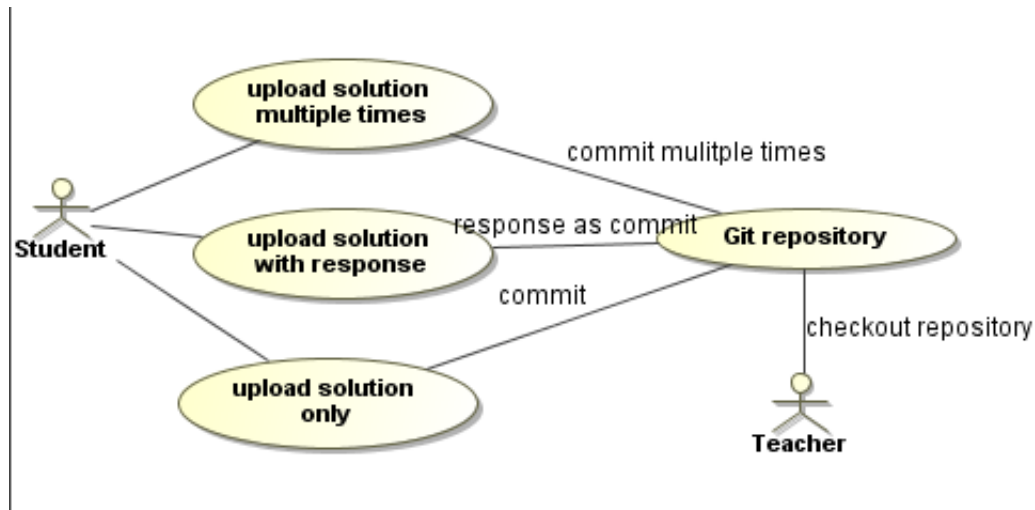 upload solution
multiple times
commit mulitple times
Student
upload solution
with response
response as commit
Git repository
commit
checkout repository
upload solution
only
Teacher